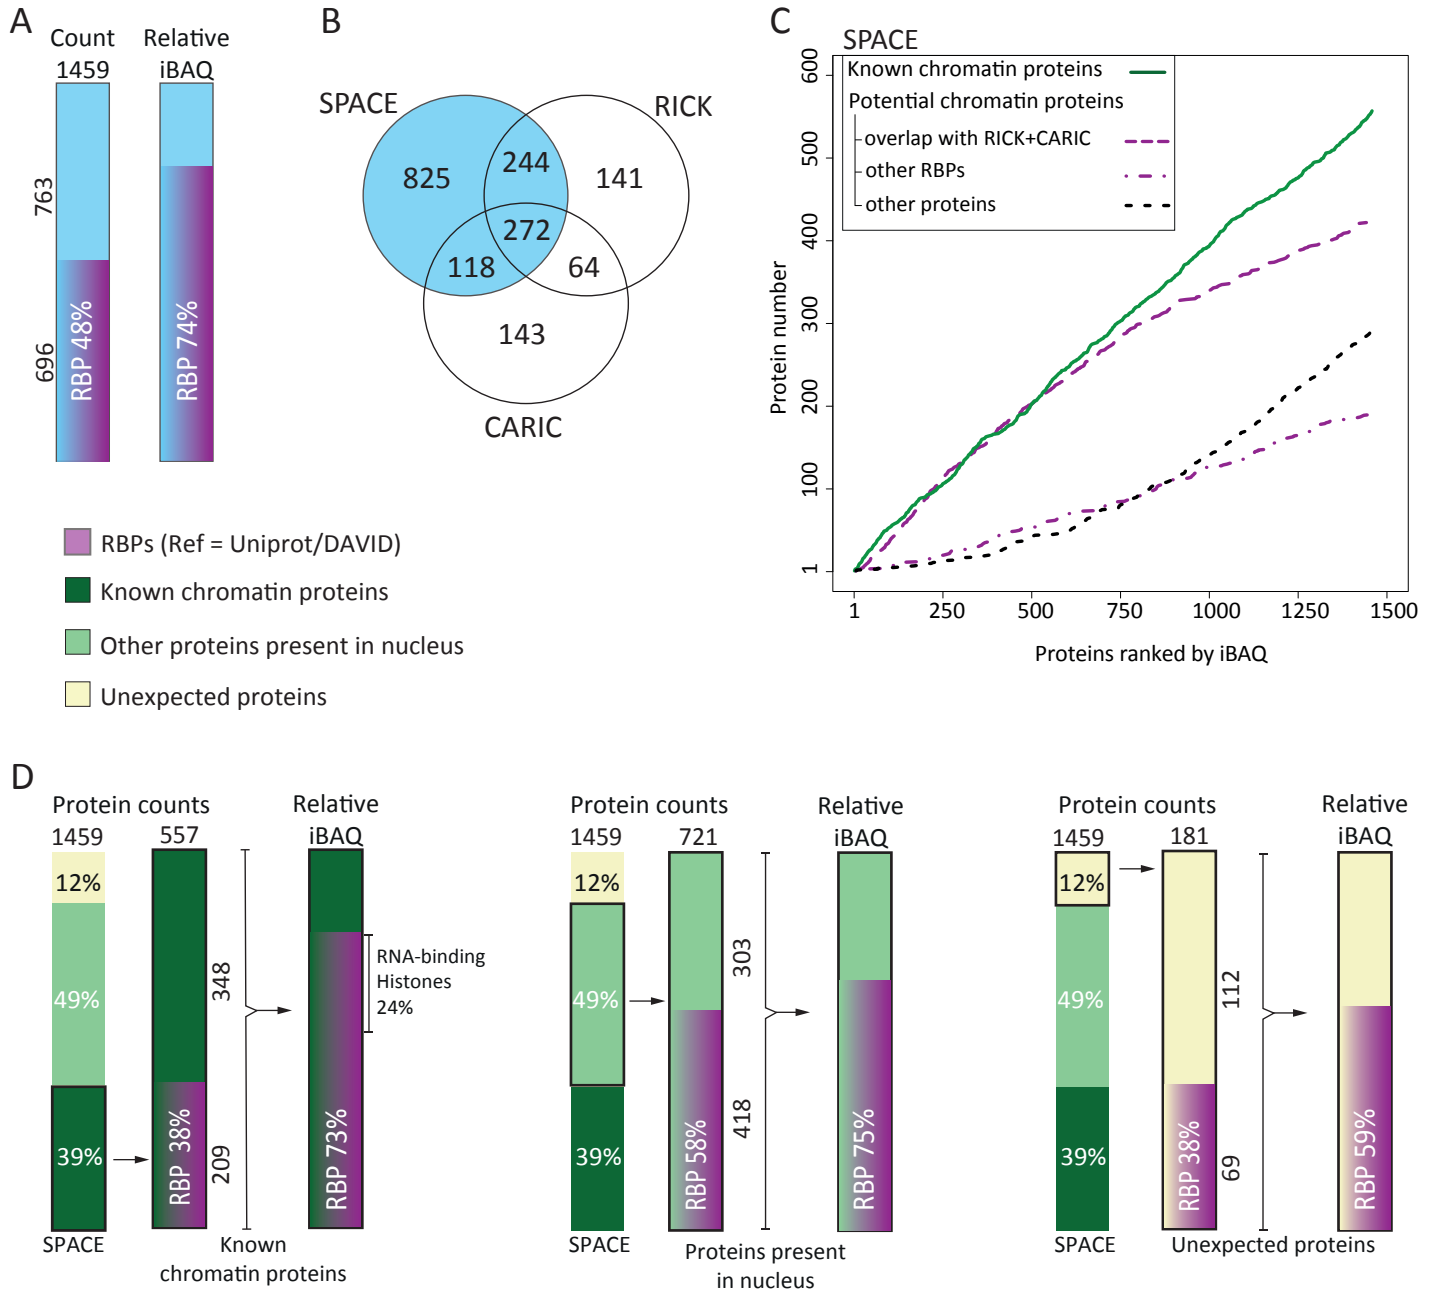 A
Count
1459
Relative
iBAQ
763
696
RBP 48%
RBP 74%
B
SPACE
RICK
825
244
141
272
118
64
143
CARIC
C
SPACE
Known chromatin proteins
Potential chromatin proteins
overlap with RICK+CARIC
other RBPs
other proteins
Protein number
600
500
400
300
200
100
1
1
250
500
750
1000
1250
1500
Proteins ranked by iBAQ
RBPs (Ref = Uniprot/DAVID)
Known chromatin proteins
Other proteins present in nucleus
Unexpected proteins
D
Protein counts
1459
557
Relative
iBAQ
12%
49%
39%
348
209
RBP 38%
RBP 73%
RNA-binding
Histones
24%
SPACE
Known
chromatin proteins
Protein counts
1459
721
Relative
iBAQ
12%
49%
39%
303
418
RBP 58%
RBP 75%
SPACE
Proteins present
in nucleus
Protein counts
1459
181
Relative
iBAQ
12%
49%
39%
112
69
RBP 38%
RBP 59%
SPACE
Unexpected proteins